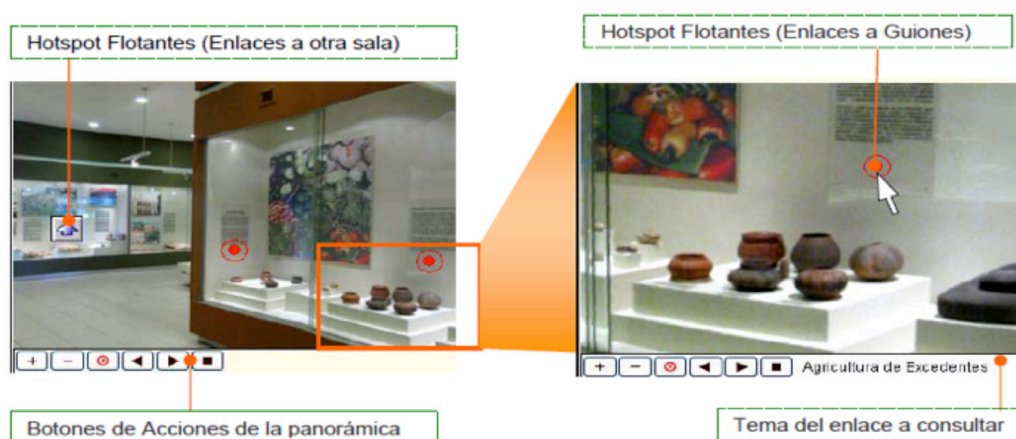 Hotspot Flotantes (Enlaces a otra sala)
Hotspot Flotantes (Enlaces a Guiones)
Agricultura de Excedentes
Botones de Acciones de la panorámica
Tema del enlace a consultar